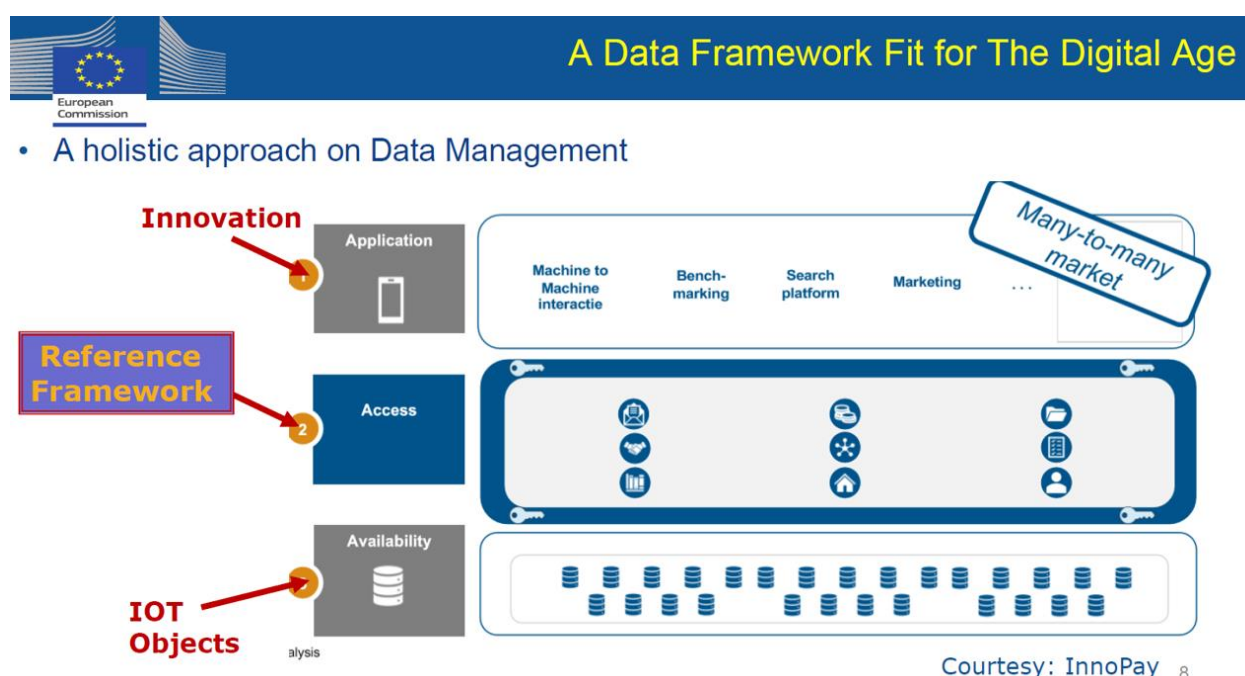 A Data Framework Fit for The Digital Age
European
Commission
• A holistic approach on Data Management
Innovation
Many-to-many
market
Application
Machine to
Machine
interactie
Bench-
marking
Search
platform
Marketing
...
Reference
Framework
2
Access
Availability
IOT
Objects
alysis
Courtesy: InnoPay
8